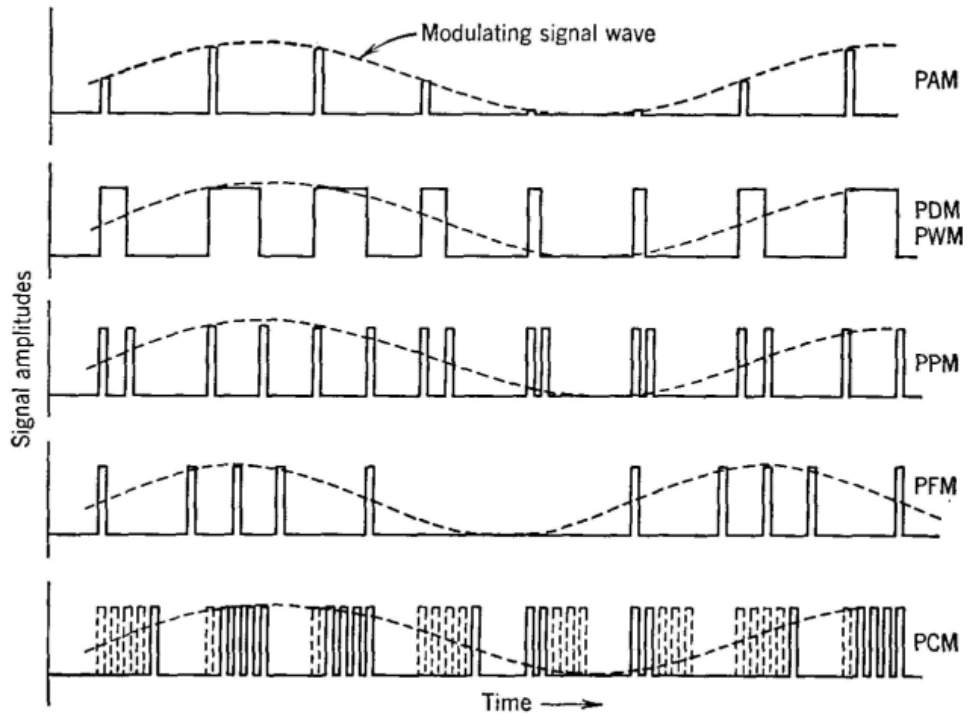 Modulating signal wave
PAM
PDM
PWM
PPM
PFM
PCM
Signal amplitudes
Time